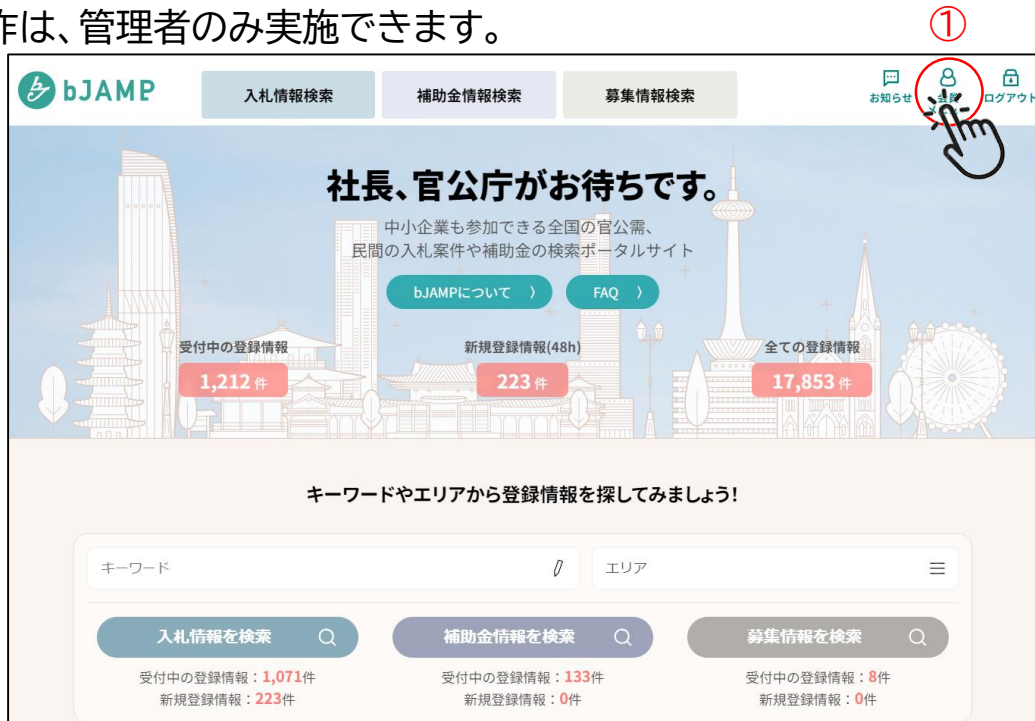 作は、管理者のみ実施できます。
①
bJAMP
入札情報検索
補助金情報検索
募集情報検索
お知らせ
会員
ログアウト
社長、官公庁がお待ちです。
中小企業も参加できる全国の官公需、
民間の入札案件や補助金の検索ポータルサイト
bJAMPについて 〉
FAQ 〉
受付中の登録情報
1,212 件
新規登録情報(48h)
223 件
全ての登録情報
17,853 件
キーワードやエリアから登録情報を探してみましょう!
キーワード
エリア
入札情報を検索
受付中の登録情報：1,071件
新規登録情報：223件
補助金情報を検索
受付中の登録情報：133件
新規登録情報：0件
募集情報を検索
受付中の登録情報：8件
新規登録情報：0件